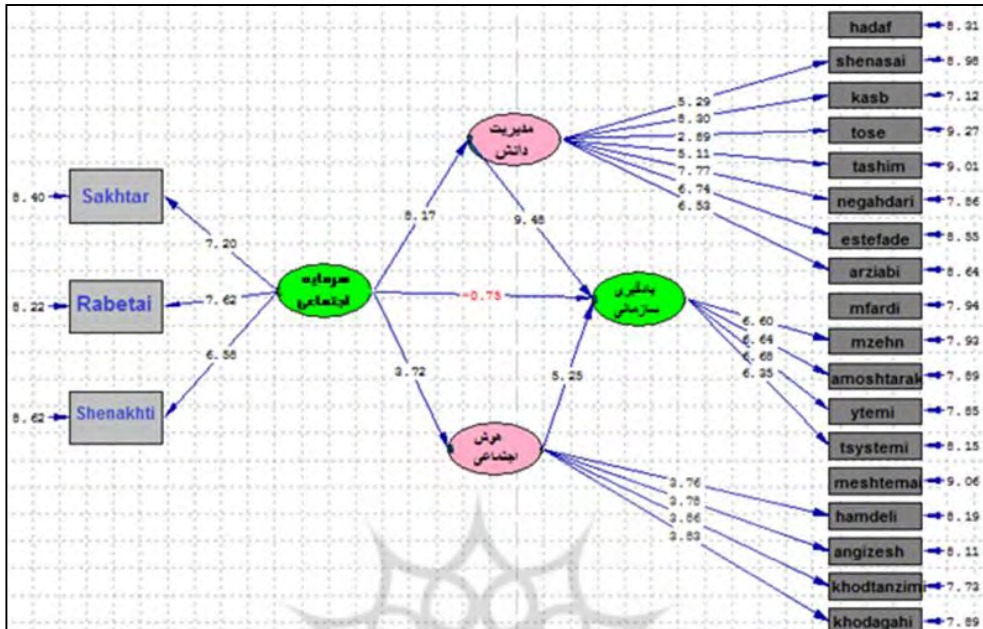 hadaf
8.31
shenasai
8.98
kasb
7.12
tose
9.27
tashim
9.01
negahdari
7.86
estefade
8.55
arziabi
8.64
mfardi
7.94
mzehn
7.93
amoshtarak
7.89
ytemi
7.85
tsystemi
8.15
meshtemai
9.06
hamdeli
8.19
angizesh
8.11
khodtanzimi
7.73
khodagahi
7.89
مدیریت
دانش
5.29
8.30
2.89
5.11
7.77
6.74
6.53
8.40
Sakhtar
7.20
8.22
Rabetai
7.62
8.62
Shenakhti
6.58
سرمایه
اجتماعی
8.17
9.48
-0.75
3.72
5.25
یادگیری
سازمانی
6.60
6.64
6.68
6.35
هوش
اجتماعی
3.76
3.78
3.86
3.83